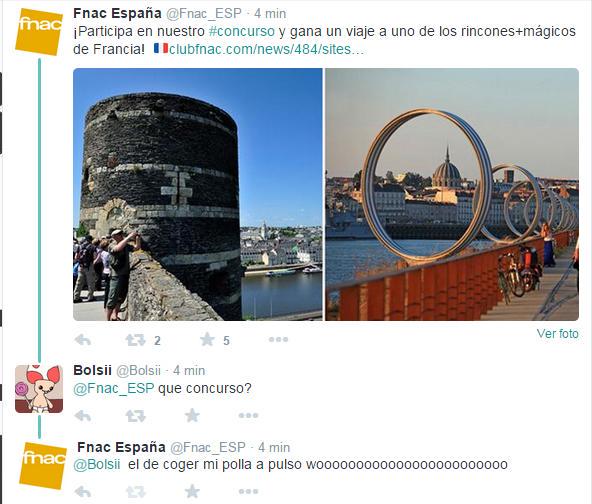 Fnac España @Fnac_ESP · 4 min
¡Participa en nuestro #concurso y gana un viaje a uno de los rincones+mágicos
de Francia! clubfnac.com/news/484/sites…
fnac
2 5
Ver foto
Bolsii @Bolsii · 4 min
@Fnac_ESP que concurso?
Fnac España @Fnac_ESP · 4 min
fnac
@Bolsii el de coger mi polla a pulso woooooooooooooooooooooooo